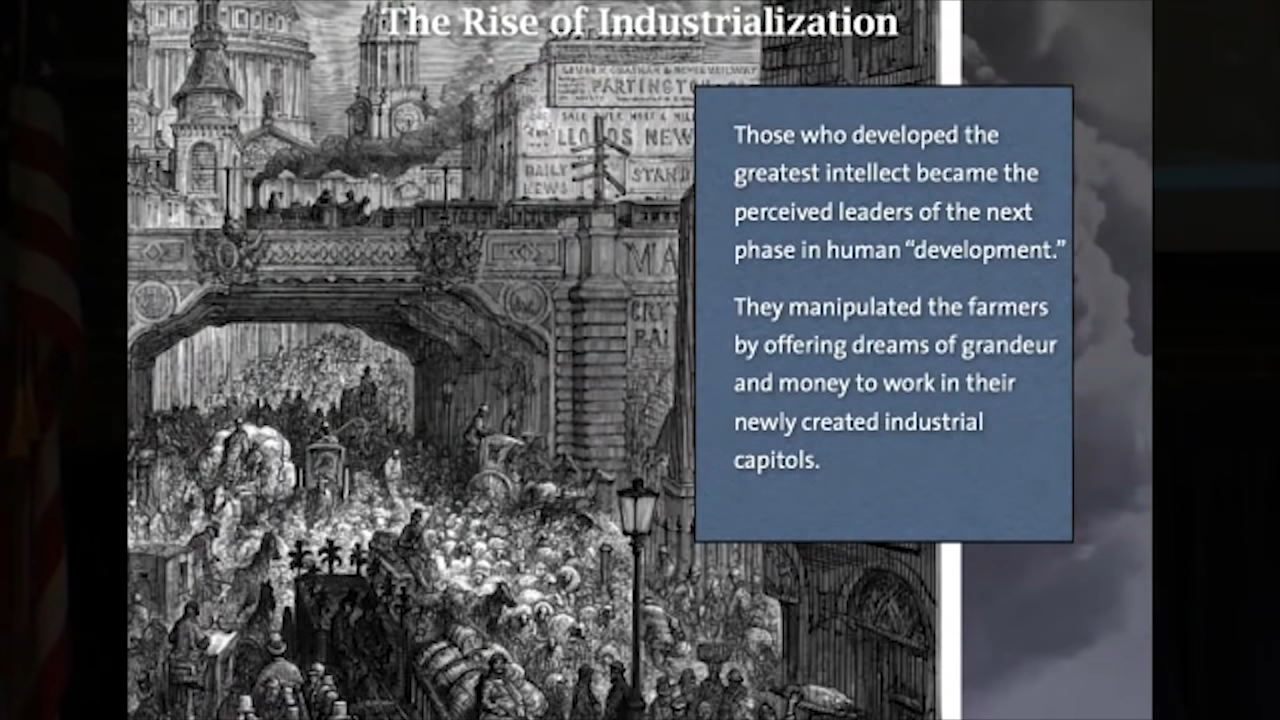 The Rise of Industrialization
PARTINGTON
DAILY
NEWS
STAND
MA
Those who developed the
greatest intellect became the
perceived leaders of the next
phase in human “development.”
They manipulated the farmers
by offering dreams of grandeur
and money to work in their
newly created industrial
capitols.